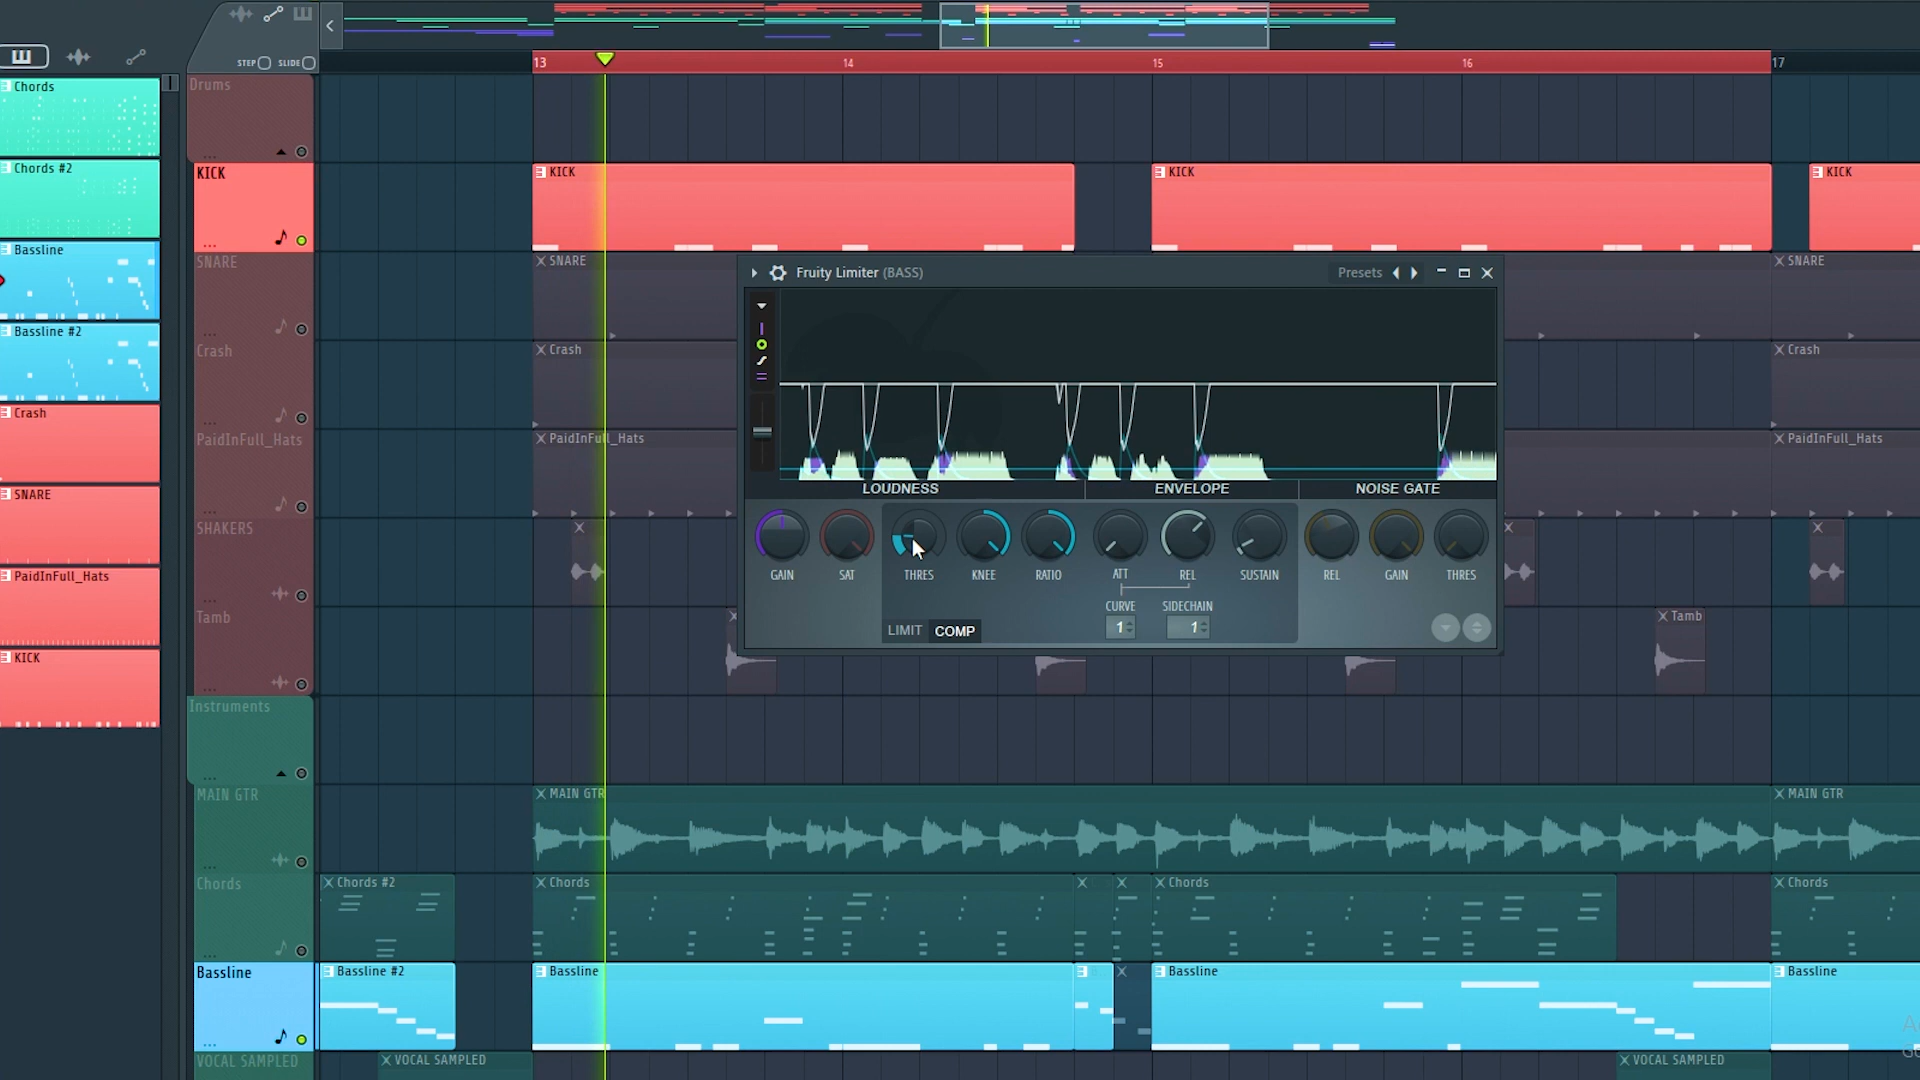 STEP SLIDE
13 14 15 16 17
Chords
Chords #2
Bassline
Bassline #2
Crash
SNARE
PaidInFull_Hats
KICK
Drums
KICK
SNARE
Crash
PaidInFull_Hats
SHAKERS
Tamb
Instruments
MAIN GTR
Chords
Bassline
VOCAL SAMPLED
KICK KICK KICK
SNARE SNARE
Crash Crash
PaidInFull_Hats PaidInFull_Hats
Tamb
MAIN GTR MAIN GTR
Chords #2 Chords Chords Chords
Bassline #2 Bassline Bassline Bassline
VOCAL SAMPLED VOCAL SAMPLED
Fruity Limiter (BASS) Presets
LOUDNESS ENVELOPE NOISE GATE
GAIN SAT THRES KNEE RATIO ATT REL SUSTAIN REL GAIN THRES
CURVE SIDECHAIN
LIMIT COMP 1 1